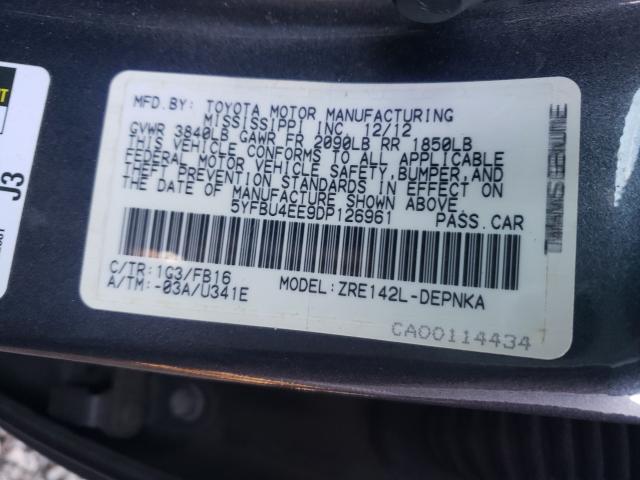 MFD.BY: TOYOTA MOTOR MANUFACTURING
MISSISSIPPI INC. 12/12
GVWR 3840LB GAWR FR 2090LB RR 1850LB
THIS VEHICLE CONFORMS TO ALL APPLICABLE
FEDERAL MOTOR VEHICLE SAFETY,BUMPER,AND
THEFT PREVENTION STANDARDS IN EFFECT ON
THE DATE OF MANUFACTURE SHOWN ABOVE.
5YFBU4EE9DP126961 PASS.CAR
C/TR:1G3/FB16
A/TM:-03A/U341E MODEL:ZRE142L-DEPNKA
CA00114434
J3